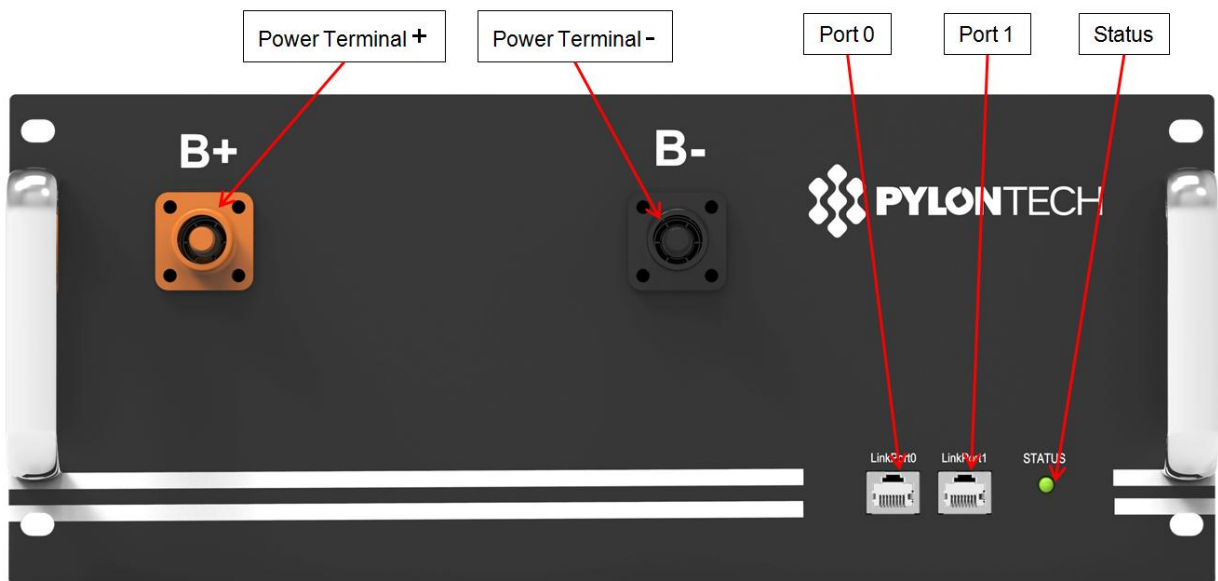 Power Terminal +
Power Terminal -
Port 0
Port 1
Status
B+
B-
PYLONTECH
LinkPort0
LinkPort1
STATUS